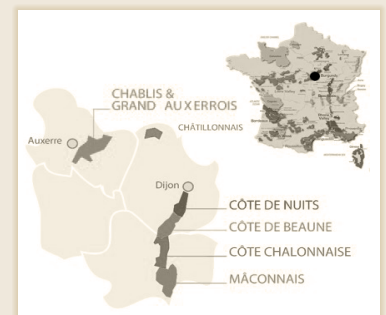 CHABLIS &
GRAND AUXERROIS
Auxerre
CHÂTILLONNAIS
Dijon
CÔTE DE NUITS
CÔTE DE BEAUNE
CÔTE CHALONNAISE
MÂCONNAIS